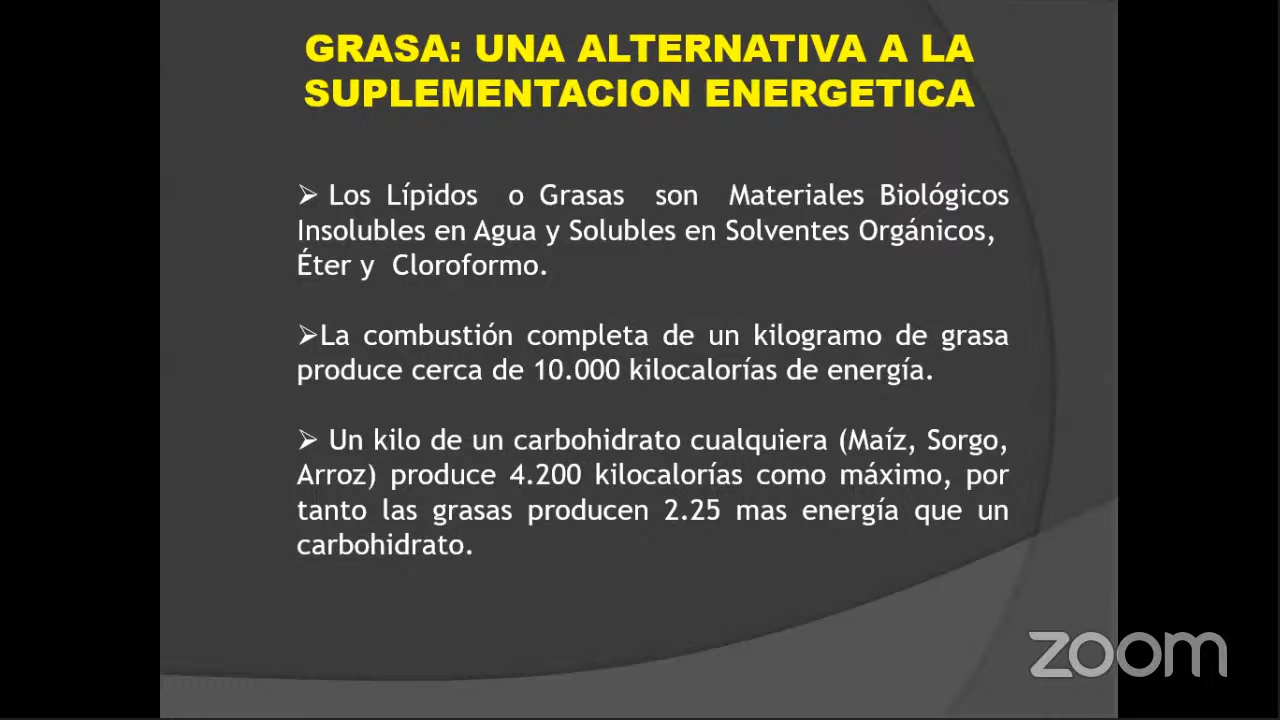 GRASA: UNA ALTERNATIVA A LA
SUPLEMENTACION ENERGETICA
➢ Los Lípidos o Grasas son Materiales Biológicos
Insolubles en Agua y Solubles en Solventes Orgánicos,
Éter y Cloroformo.
➢La combustión completa de un kilogramo de grasa
produce cerca de 10.000 kilocalorías de energía.
➢ Un kilo de un carbohidrato cualquiera (Maíz, Sorgo,
Arroz) produce 4.200 kilocalorías como máximo, por
tanto las grasas producen 2.25 mas energía que un
carbohidrato.
zoom